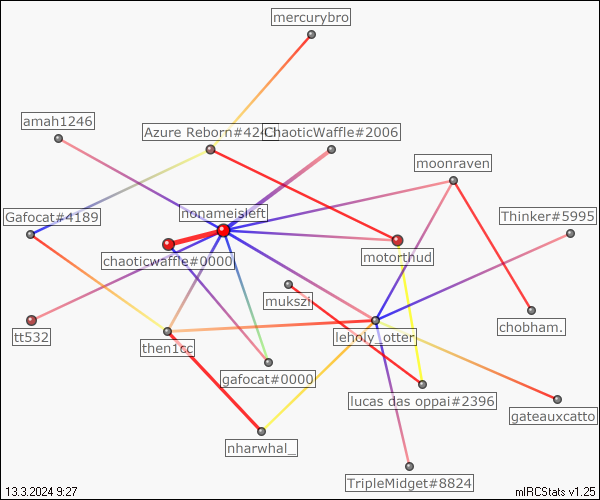 mercurybro
amah1246
Azure Reborn#424
ChaoticWaffle#2006
moonraven
Gafocat#4189
nonameisleft
Thinker#5995
chaoticwaffle#0000
motorthud
mukszi
tt532
then1cc
leholy_otter
chobham.
gafocat#0000
lucas das oppai#2396
gateauxcatto
nharwhal_
TripleMidget#8824
13.3.2024 9:27
mIRCStats v1.25